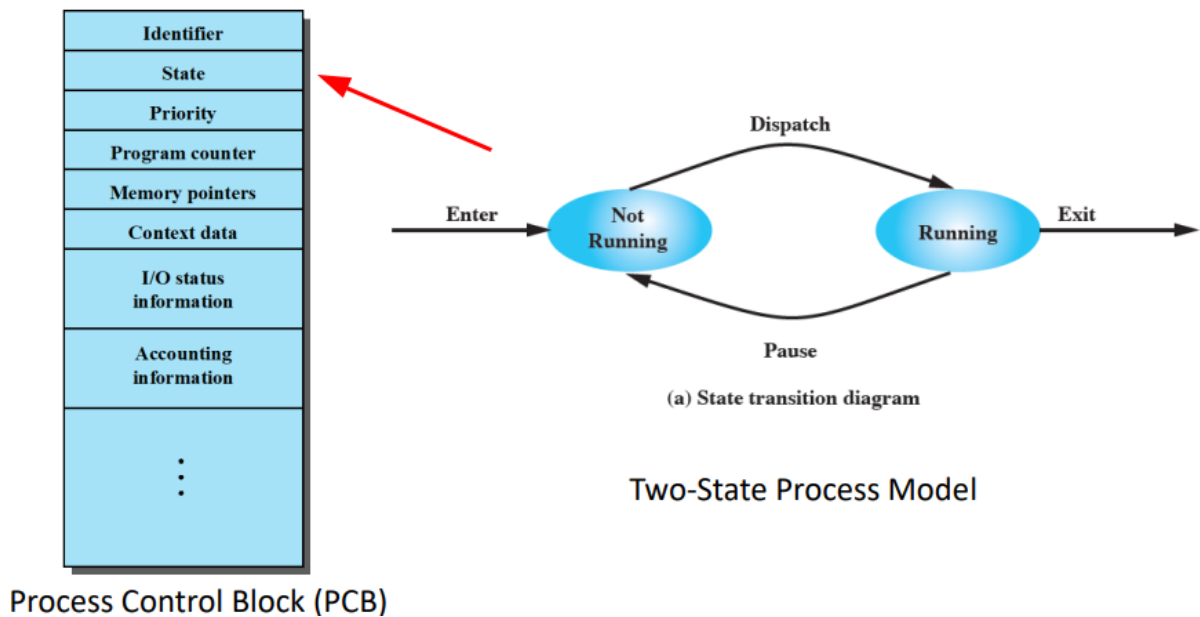 Identifier
State
Priority
Program counter
Memory pointers
Context data
I/O status
information
Accounting
information
Process Control Block (PCB)
Dispatch
Enter
Not
Running
Running
Exit
Pause
(a) State transition diagram
Two-State Process Model